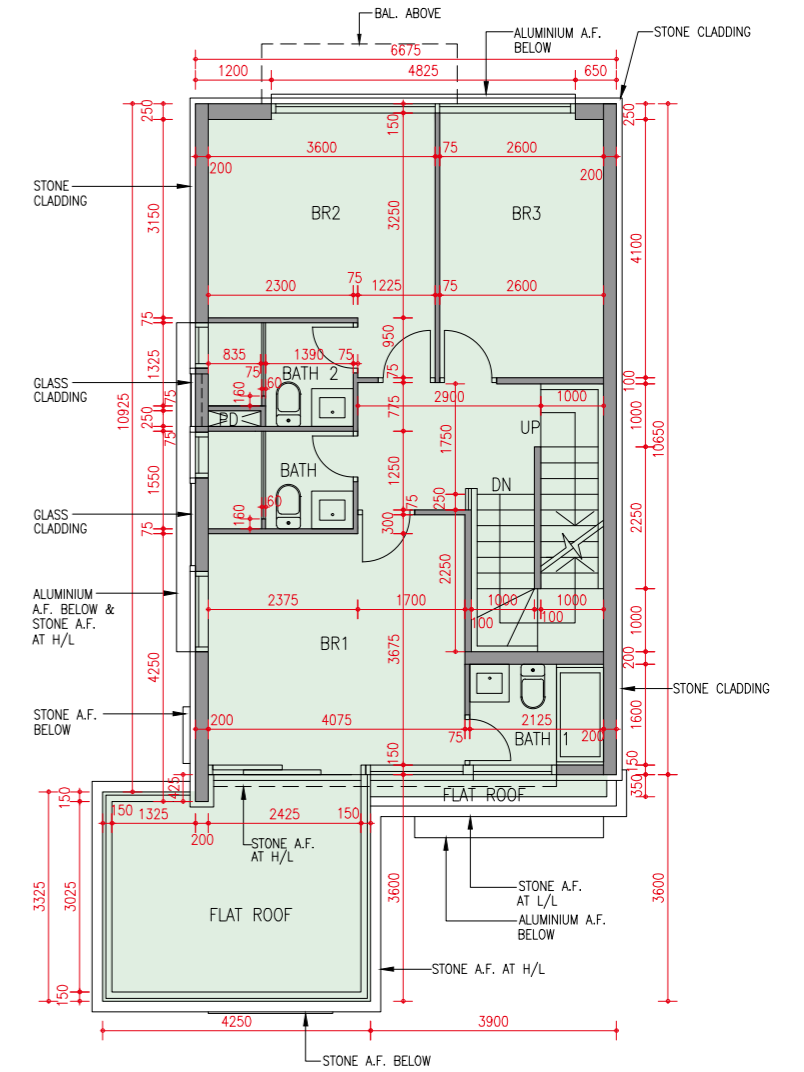 BAL. ABOVE
ALUMINIUM A.F.
BELOW
STONE CLADDING
6675
1200
4825
650
250
150
250
3600
75
2600
200
200
STONE
CLADDING
3150
BR2
3250
BR3
4100
2300
75
1225
75
2600
75
950
835
1390
75
75
1325
BATH 2
60
160
75
100
GLASS
CLADDING
10925
75
250
PD
775
2900
1000
1000
10650
UP
1750
75
1550
BATH
1250
DN
60
160
75
250
300
2250
GLASS
CLADDING
75
2250
ALUMINIUM
A.F. BELOW &
STONE A.F.
AT H/L
2375
1700
1000
1000
100
100
1000
BR1
3675
200
4250
STONE CLADDING
STONE A.F.
BELOW
200
4075
75
2125
200
1600
BATH 1
150
150
425
350
FLAT ROOF
150
150
1325
2425
150
200
STONE A.F.
AT H/L
3325
3025
3600
3600
STONE A.F.
AT L/L
FLAT ROOF
ALUMINIUM A.F.
BELOW
STONE A.F. AT H/L
150
4250
3900
STONE A.F. BELOW